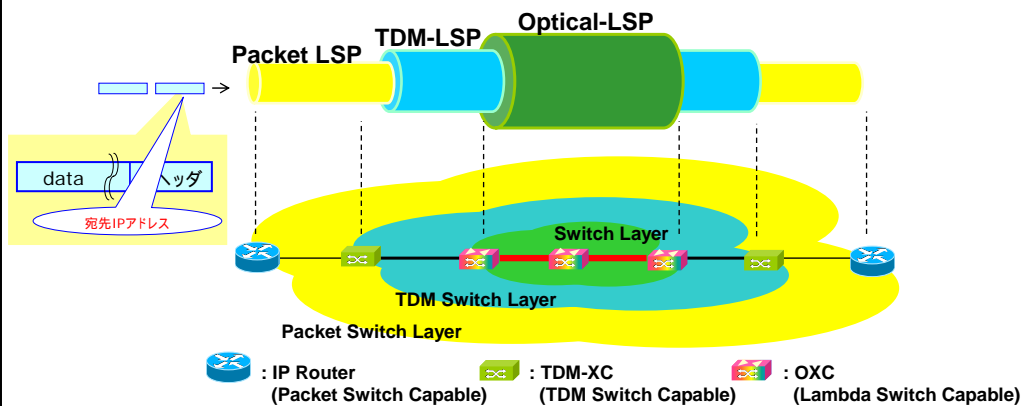 Optical-LSP
TDM-LSP
Packet LSP
data
ヘッダ
宛先IPアドレス
Switch Layer
TDM Switch Layer
Packet Switch Layer
: IP Router
(Packet Switch Capable)
: TDM-XC
(TDM Switch Capable)
: OXC
(Lambda Switch Capable)